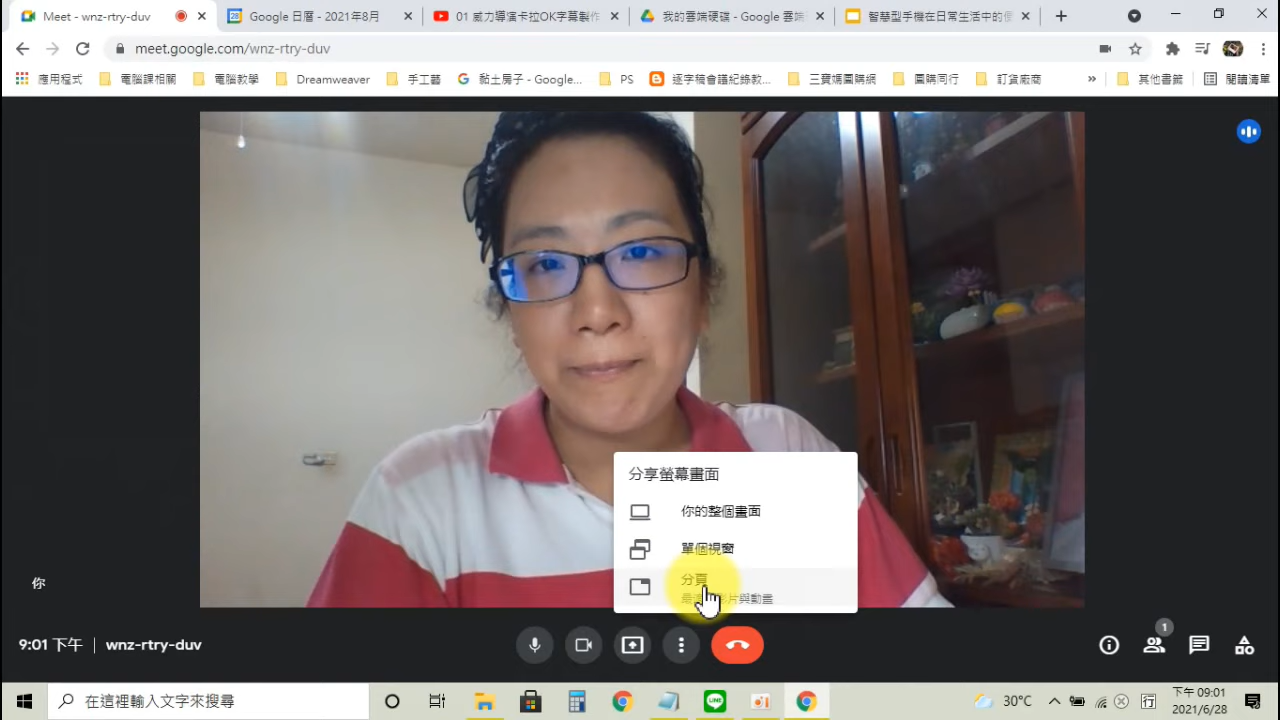 Meet - wnz-rtry-duv
Google 日曆 - 2021年8月
01 威力導演卡拉OK字幕製作
我的雲端硬碟 - Google 雲端
智慧型手機在日常生活中的
meet.google.com/wnz-rtry-duv
應用程式
電腦課相關
電腦教學
Dreamweaver
手工藝
黏土房子 - Google...
PS
逐字稿會議紀錄教...
三寶媽團購網
團購同行
訂貨廠商
»
其他書籤
閱讀清單
分享螢幕畫面
你的整個畫面
單個視窗
分頁
影片與動畫
你
9:01 下午 | wnz-rtry-duv
1
在這裡輸入文字來搜尋
30°C
行
下午 09:01
2021/6/28